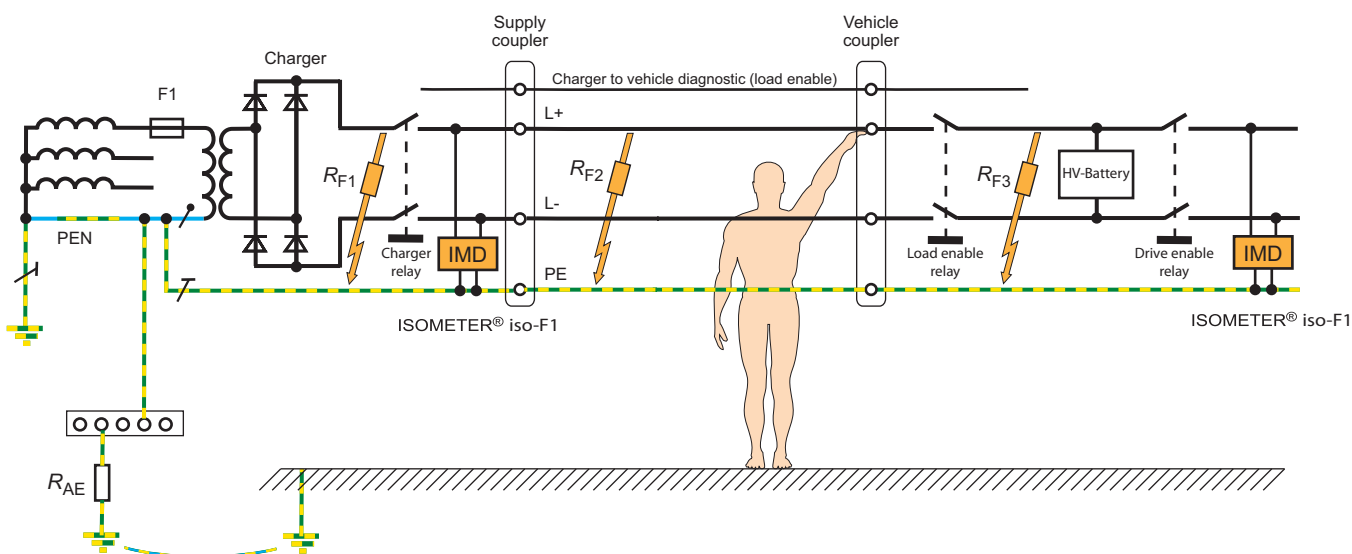 Supply
coupler
Vehicle
coupler
Charger
Charger to vehicle diagnostic (load enable)
F1
L+
RF1
RF2
RF3
HV-Battery
L-
PEN
Charger
relay
IMD
Load enable
relay
Drive enable
relay
IMD
PE
ISOMETER® iso-F1
ISOMETER® iso-F1
RAE